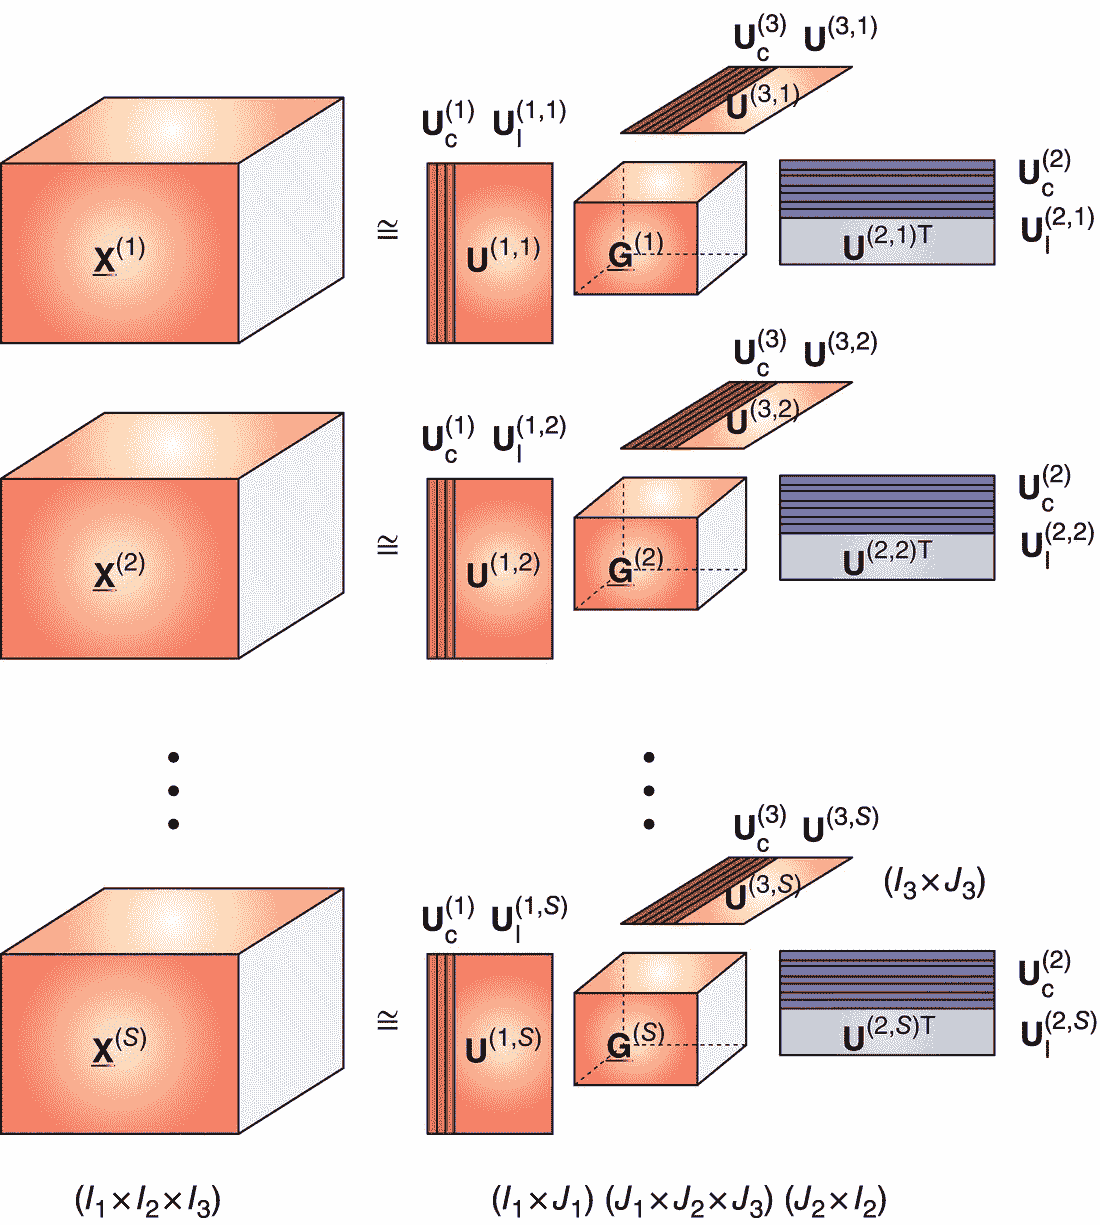 U_c^(3) U^(3,1)
U_c^(1) U_I^(1,1) U^(3,1)
X^(1) ≅ U^(1,1) G^(1) U^(2,1)T U_c^(2)
U_I^(2,1)
U_c^(3) U^(3,2)
U_c^(1) U_I^(1,2) U^(3,2)
X^(2) ≅ U^(1,2) G^(2) U^(2,2)T U_c^(2)
U_I^(2,2)
U_c^(3) U^(3,S)
U_c^(1) U_I^(1,S) U^(3,S) (I_3 × J_3)
X^(S) ≅ U^(1,S) G^(S) U^(2,S)T U_c^(2)
U_I^(2,S)
(I_1 × I_2 × I_3) (I_1 × J_1) (J_1 × J_2 × J_3) (J_2 × I_2)